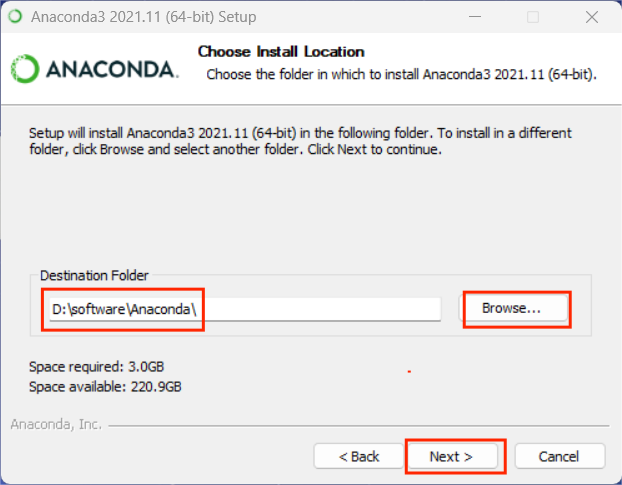 Anaconda3 2021.11 (64-bit) Setup
Choose Install Location
ANACONDA.
Choose the folder in which to install Anaconda3 2021.11 (64-bit).
Setup will install Anaconda3 2021.11 (64-bit) in the following folder. To install in a different
folder, click Browse and select another folder. Click Next to continue.
Destination Folder
D:\software\Anaconda\
Browse...
Space required: 3.0GB
Space available: 220.9GB
Anaconda, Inc.
< Back
Next >
Cancel